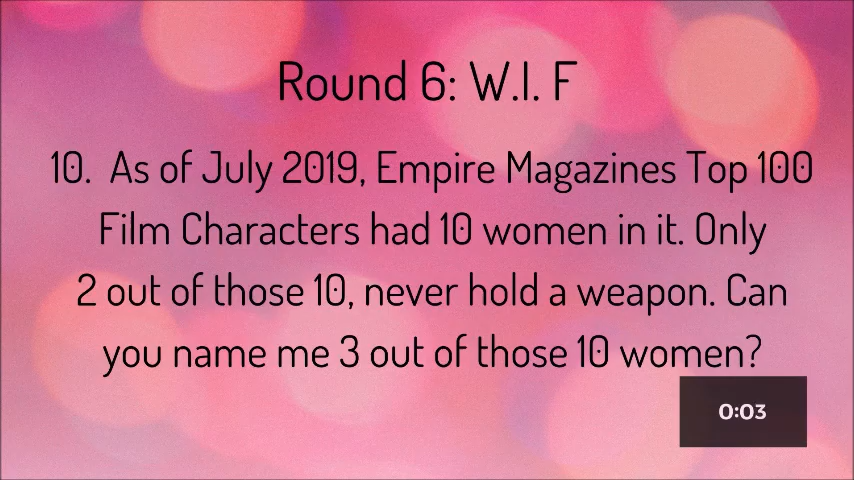 Round 6: W.I. F
10. As of July 2019, Empire Magazines Top 100
Film Characters had 10 women in it. Only
2 out of those 10, never hold a weapon. Can
you name me 3 out of those 10 women?
0:03